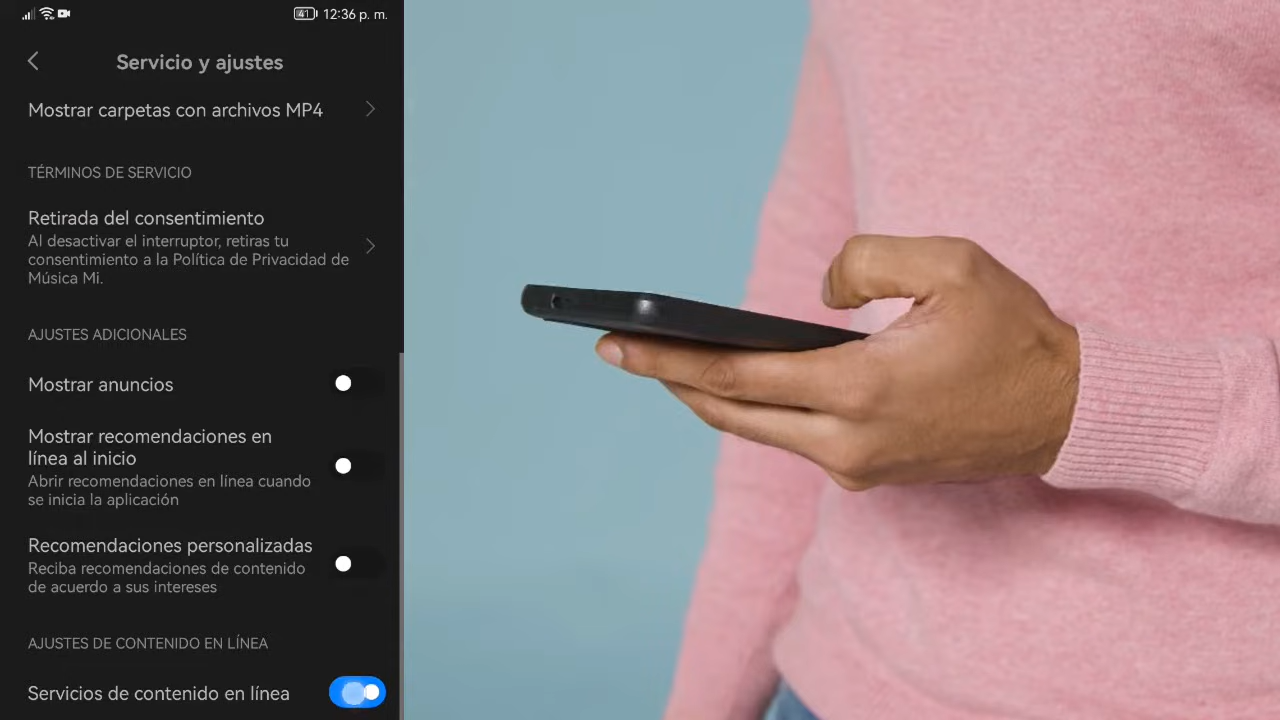 41 12:36 p. m.
Servicio y ajustes
Mostrar carpetas con archivos MP4
TÉRMINOS DE SERVICIO
Retirada del consentimiento
Al desactivar el interruptor, retiras tu
consentimiento a la Política de Privacidad de
Música Mi.
AJUSTES ADICIONALES
Mostrar anuncios
Mostrar recomendaciones en
línea al inicio
Abrir recomendaciones en línea cuando
se inicia la aplicación
Recomendaciones personalizadas
Reciba recomendaciones de contenido
de acuerdo a sus intereses
AJUSTES DE CONTENIDO EN LÍNEA
Servicios de contenido en línea